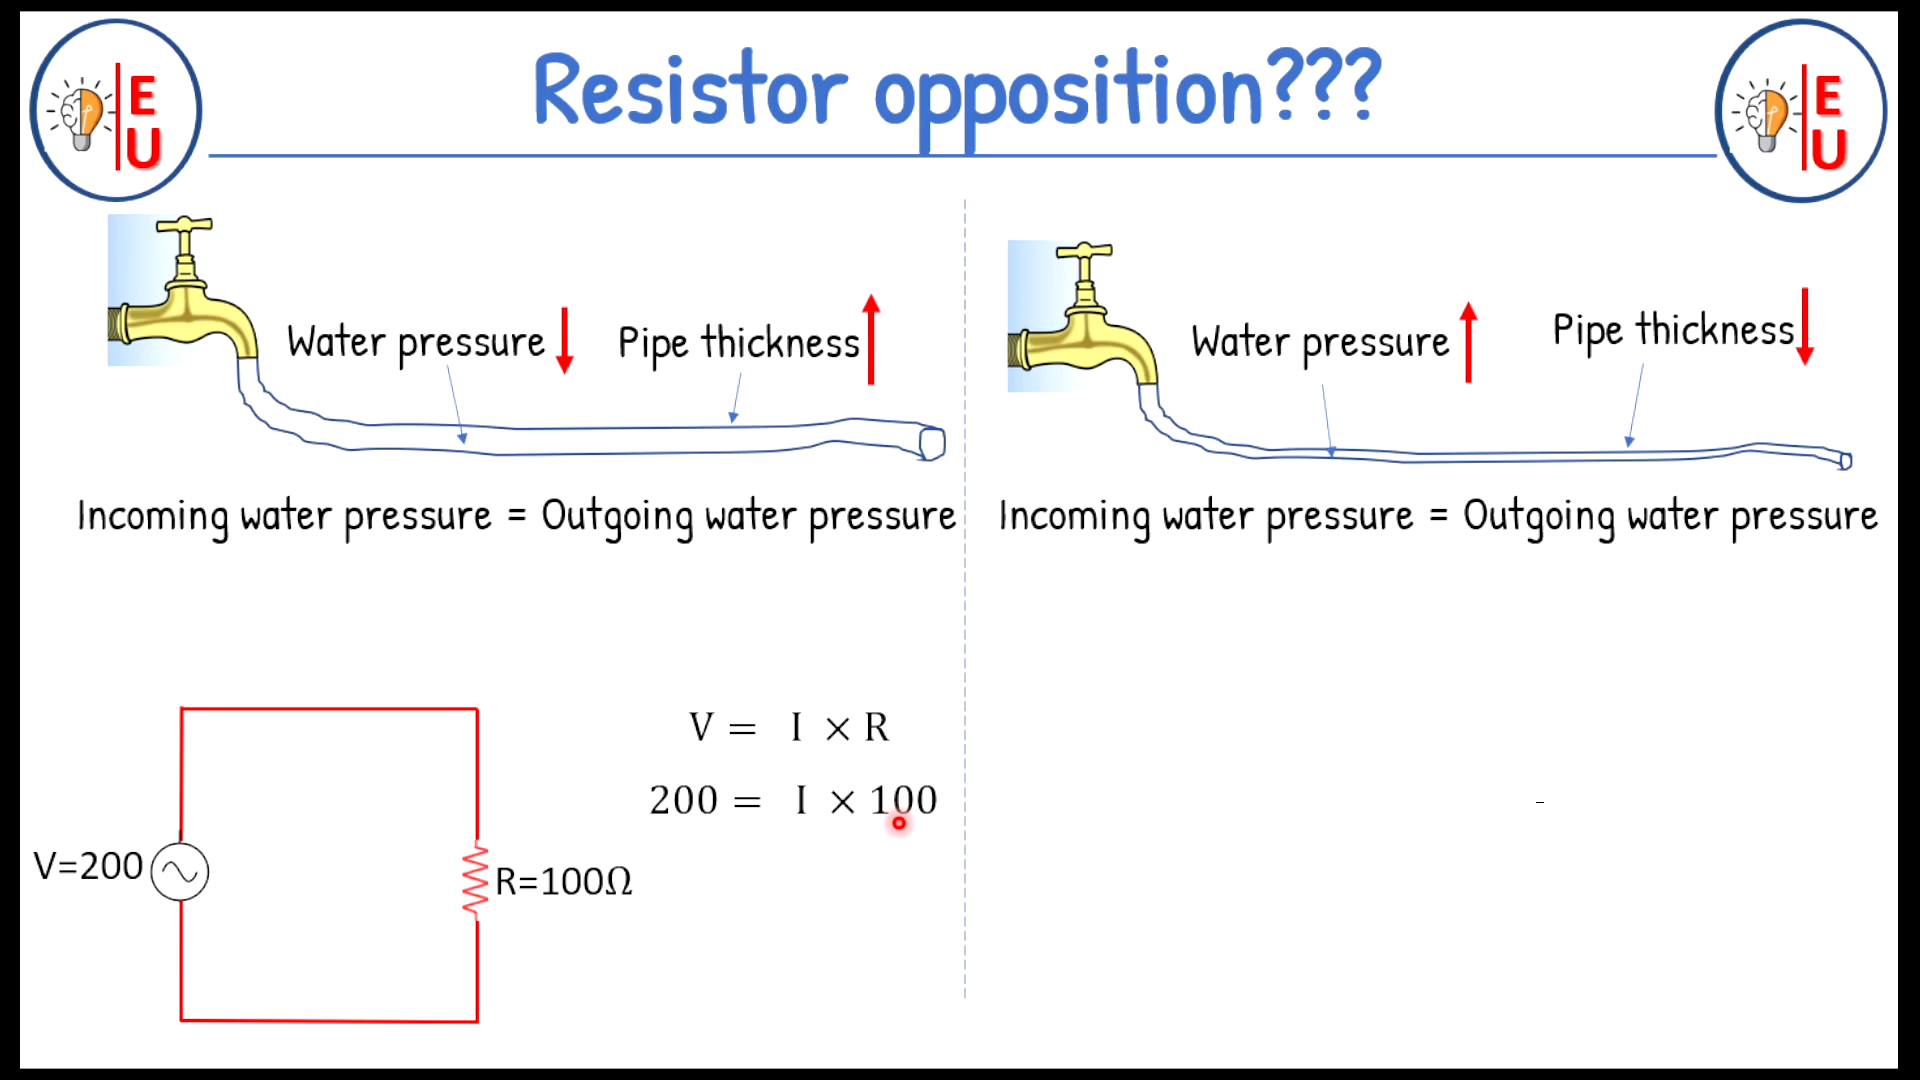 Resistor opposition???
E
U
E
U
Water pressure
Pipe thickness
Incoming water pressure = Outgoing water pressure
Water pressure
Pipe thickness
Incoming water pressure = Outgoing water pressure
V = I × R
200 = I × 100
V=200
R=100Ω
-